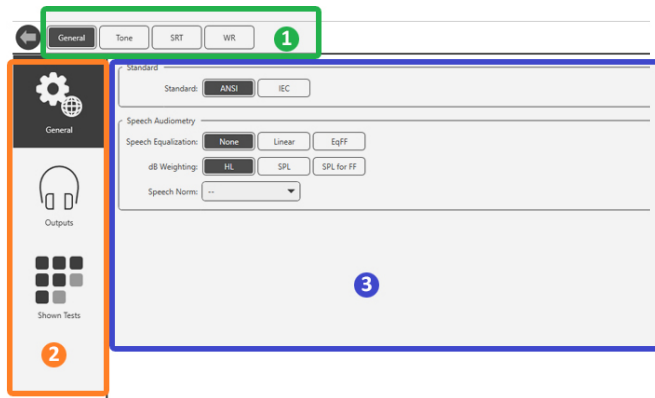 General Tone SRT WR 1
Standard
Standard: ANSI IEC
General
Speech Audiometry
Speech Equalization: None Linear EqFF
dB Weighting: HL SPL SPL for FF
Speech Norm: --
Outputs
Shown Tests
3
2